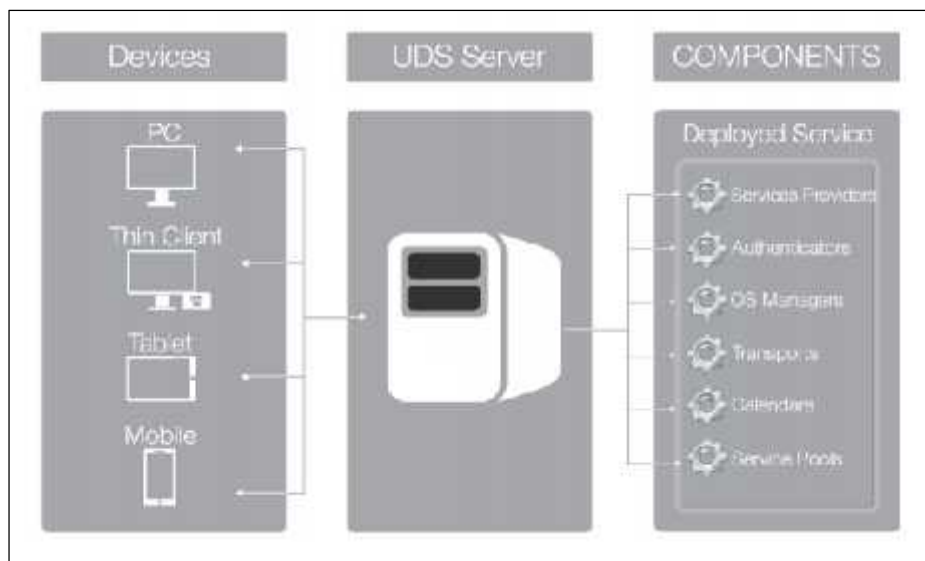 Devices
UDS Server
COMPONENTS
PC
Thin Client
Tablet
Mobile
Deployed Service
Services Providers
Authenticators
OS Managers
Transports
Calendars
Service Pools